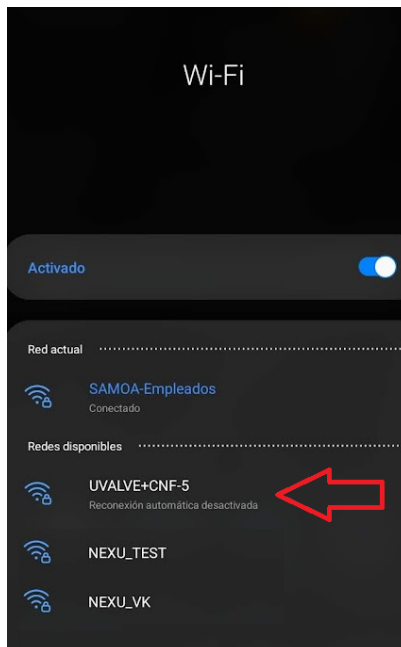 Wi-Fi
Activado
Red actual
SAMOA-Empleados
Conectado
Redes disponibles
UVALVE+CNF-5
Reconexión automática desactivada
NEXU_TEST
NEXU_VK